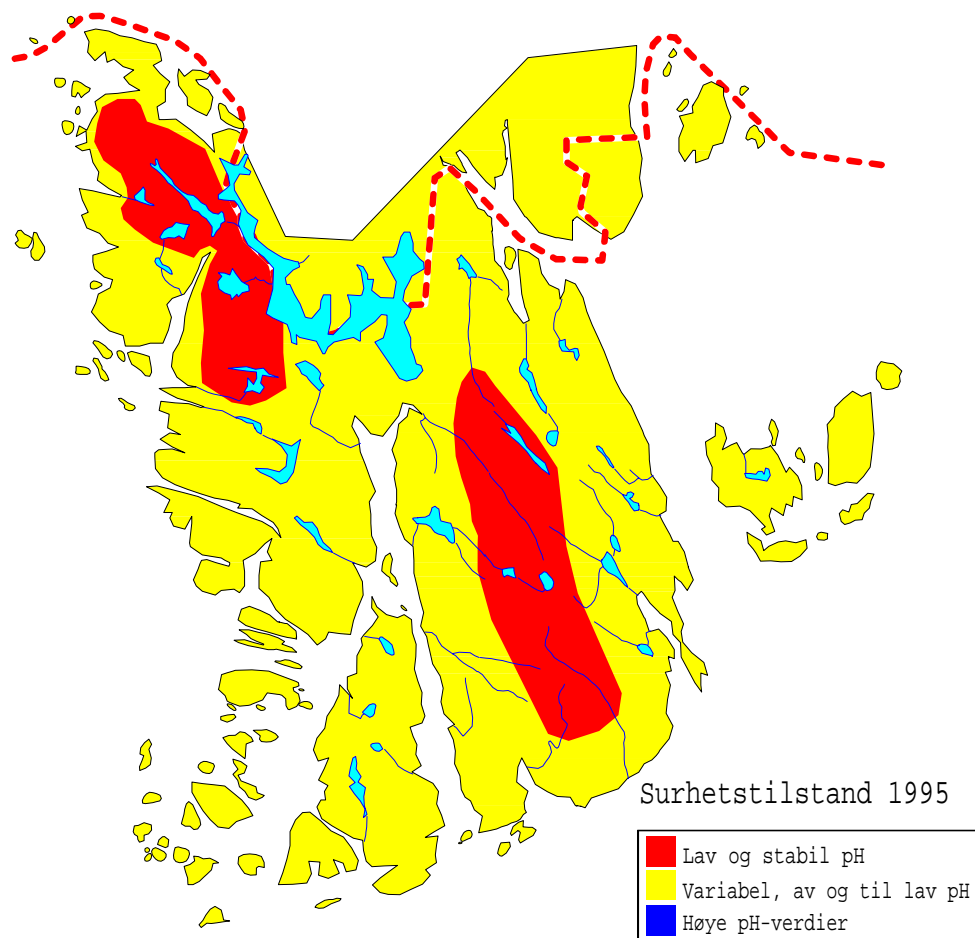 Surhetstilstand 1995
Lav og stabil pH
Variabel, av og til lav pH
Høye pH-verdier